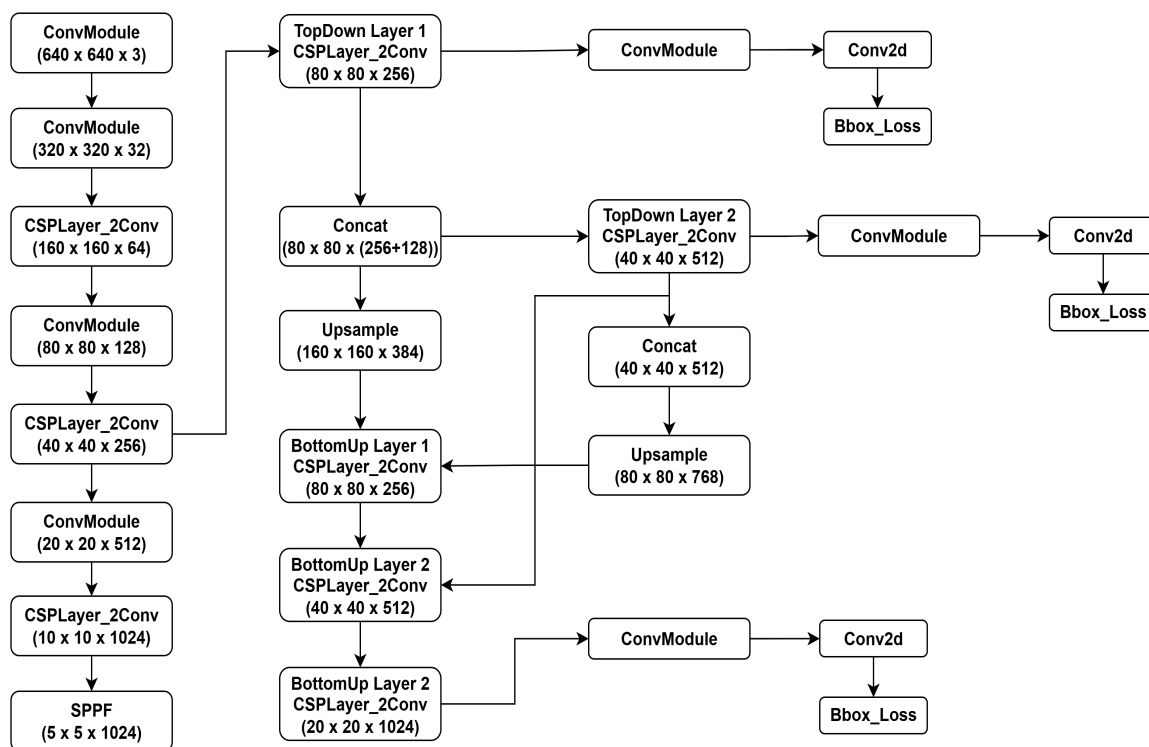 ConvModule
(640 x 640 x 3)
ConvModule
(320 x 320 x 32)
CSPLayer_2Conv
(160 x 160 x 64)
ConvModule
(80 x 80 x 128)
CSPLayer_2Conv
(40 x 40 x 256)
ConvModule
(20 x 20 x 512)
CSPLayer_2Conv
(10 x 10 x 1024)
SPPF
(5 x 5 x 1024)
TopDown Layer 1
CSPLayer_2Conv
(80 x 80 x 256)
ConvModule
Conv2d
Bbox_Loss
Concat
(80 x 80 x (256+128))
TopDown Layer 2
CSPLayer_2Conv
(40 x 40 x 512)
ConvModule
Conv2d
Bbox_Loss
Upsample
(160 x 160 x 384)
Concat
(40 x 40 x 512)
BottomUp Layer 1
CSPLayer_2Conv
(80 x 80 x 256)
Upsample
(80 x 80 x 768)
BottomUp Layer 2
CSPLayer_2Conv
(40 x 40 x 512)
BottomUp Layer 2
CSPLayer_2Conv
(20 x 20 x 1024)
ConvModule
Conv2d
Bbox_Loss